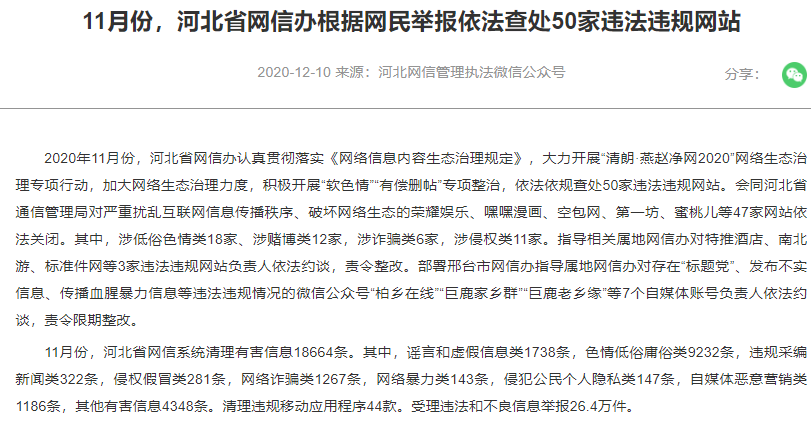 11月份，河北省网信办根据网民举报依法查处50家违法违规网站
2020-12-10 来源：河北网信管理执法微信公众号 分享：
2020年11月份，河北省网信办认真贯彻落实《网络信息内容生态治理规定》，大力开展“清朗·燕赵净网2020”网络生态治
理专项行动，加大网络生态治理力度，积极开展“软色情”“有偿删帖”专项整治，依法依规查处50家违法违规网站。会同河北省
通信管理局对严重扰乱互联网信息传播秩序、破坏网络生态的荣耀娱乐、嘿嘿漫画、空包网、第一坊、蜜桃儿等47家网站依
法关闭。其中，涉低俗色情类18家、涉赌博类12家，涉诈骗类6家，涉侵权类11家。指导相关属地网信办对特推酒店、南北
游、标准件网等3家违法违规网站负责人依法约谈，责令整改。部署邢台市网信办指导属地网信办对存在“标题党”、发布不实
信息、传播血腥暴力信息等违法违规情况的微信公众号“柏乡在线”“巨鹿家乡群”“巨鹿老乡缘”等7个自媒体账号负责人依法约
谈，责令限期整改。
11月份，河北省网信系统清理有害信息18664条。其中，谣言和虚假信息类1738条，色情低俗庸俗类9232条，违规采编
新闻类322条，侵权假冒类281条，网络诈骗类1267条，网络暴力类143条，侵犯公民个人隐私类147条，自媒体恶意营销类
1186条，其他有害信息4348条。清理违规移动应用程序44款。受理违法和不良信息举报26.4万件。